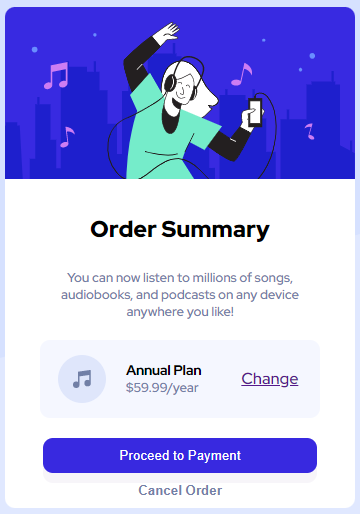 Order Summary
You can now listen to millions of songs,
audiobooks, and podcasts on any device
anywhere you like!
Annual Plan
$59.99/year
Change
Proceed to Payment
Cancel Order